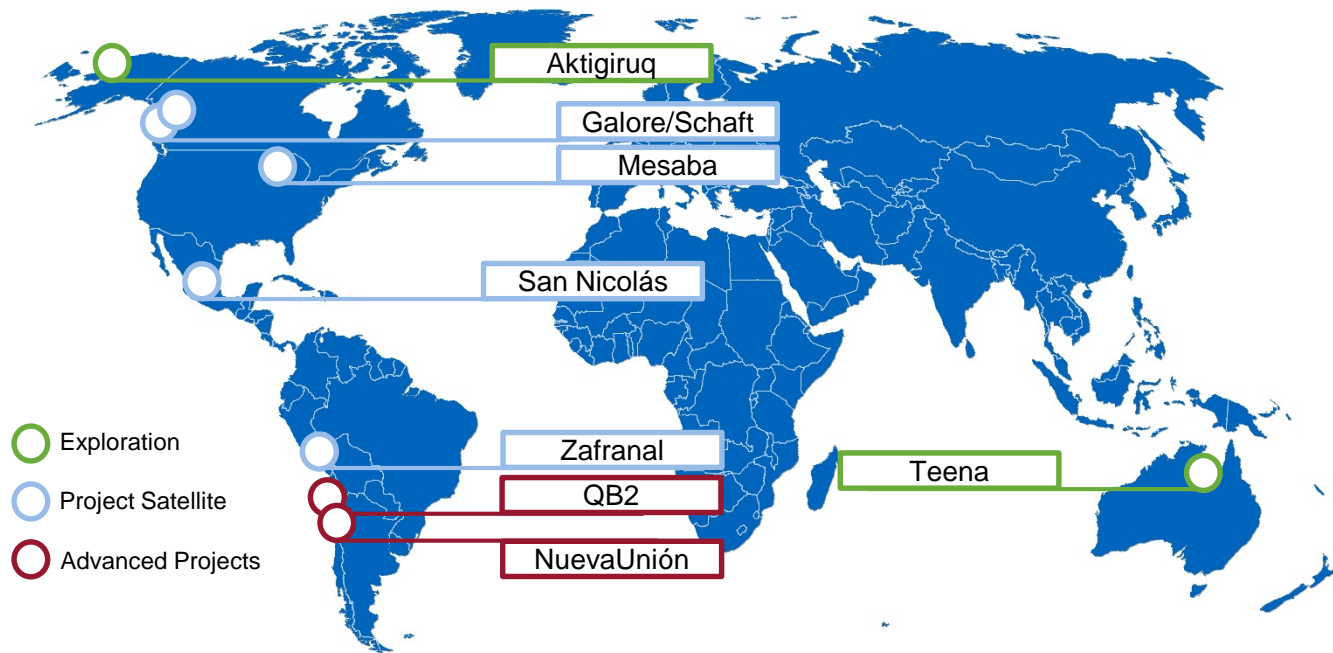 Aktigiruq
Galore/Schaft
Mesaba
San Nicolás
Zafranal
QB2
NuevaUnión
Teena
Exploration
Project Satellite
Advanced Projects